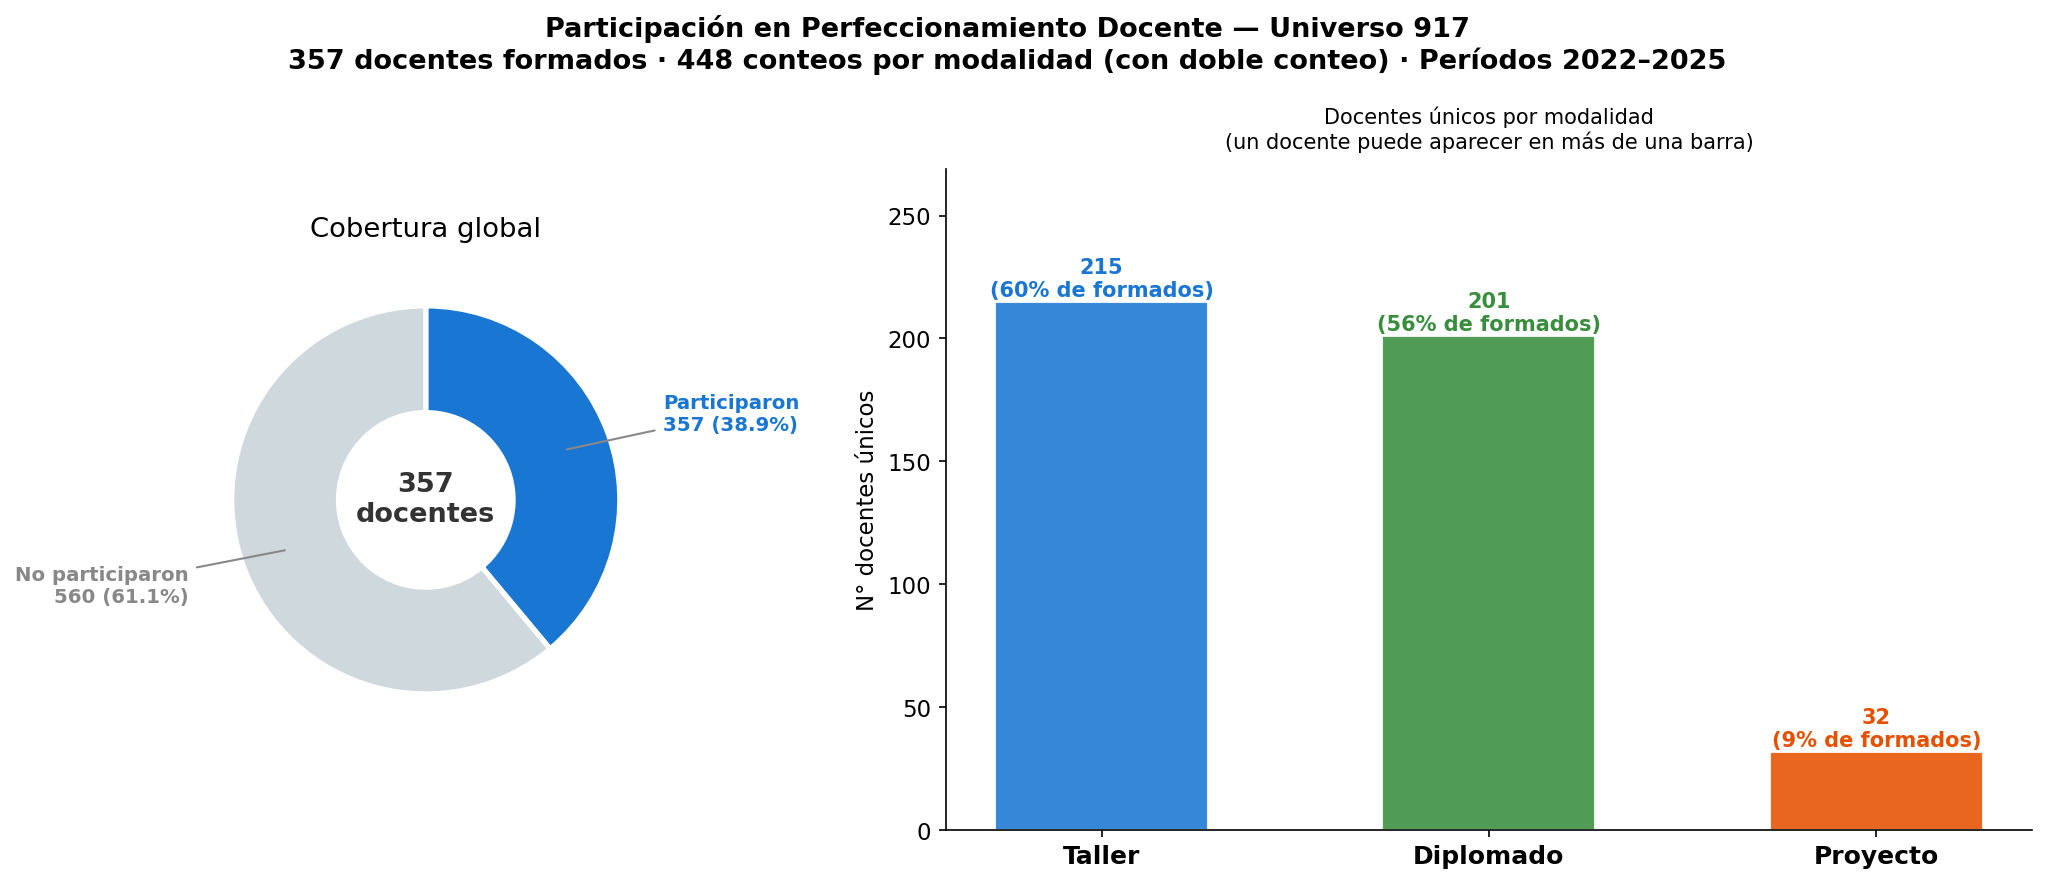 Participación en Perfeccionamiento Docente — Universo 917
357 docentes formados · 448 conteos por modalidad (con doble conteo) · Períodos 2022–2025
Cobertura global
Participaron
357 (38.9%)
357
docentes
No participaron
560 (61.1%)
Docentes únicos por modalidad
(un docente puede aparecer en más de una barra)
N° docentes únicos
250
200
150
100
50
0
215
(60% de formados)
201
(56% de formados)
32
(9% de formados)
Taller
Diplomado
Proyecto